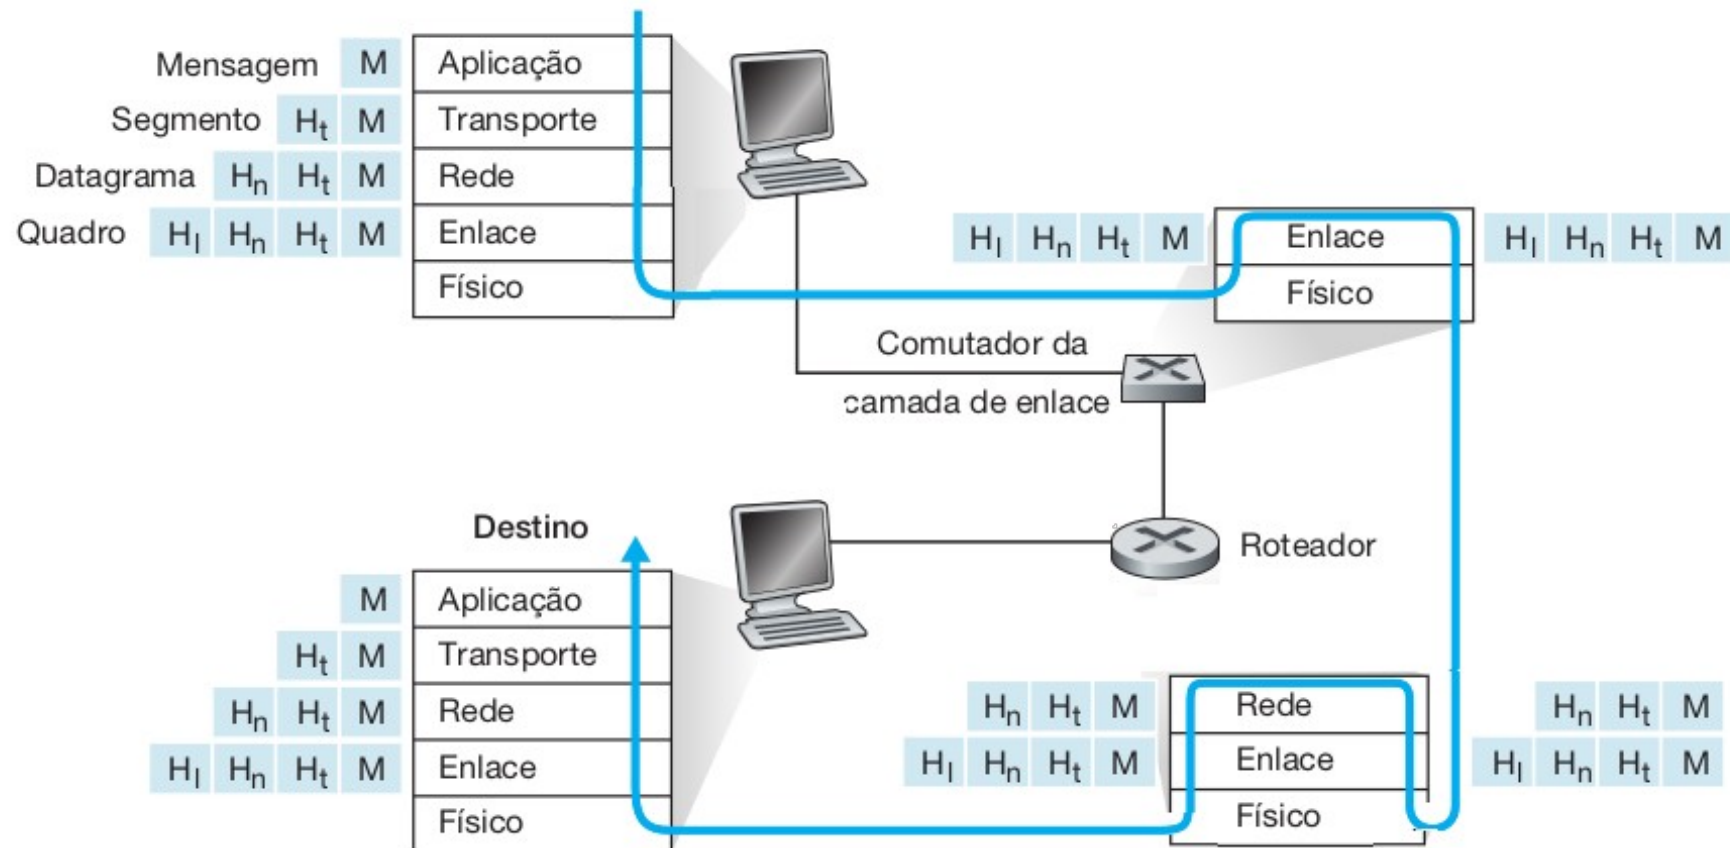 Mensagem M Aplicação
Segmento Ht M Transporte
Datagrama Hn Ht M Rede
Quadro Hl Hn Ht M Enlace
Físico
Hl Hn Ht M Enlace Hl Hn Ht M
Físico
Comutador da
camada de enlace
Roteador
Destino
M Aplicação
Ht M Transporte
Hn Ht M Rede
Hl Hn Ht M Enlace
Físico
Hn Ht M Rede Hn Ht M
Hl Hn Ht M Enlace Hl Hn Ht M
Físico